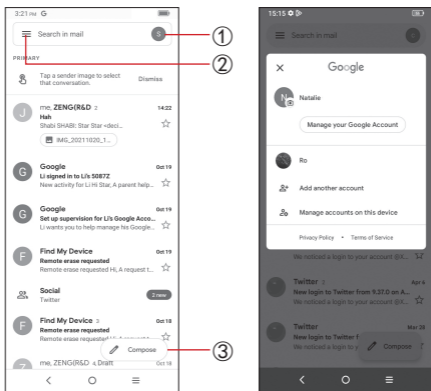 3:21 PM G
Search in mail
S
①
②
PRIMARY
Tap a sender image to select
that conversation.
Dismiss
J
me, ZENG(R&D 2
14:22
Hah
Shabi SHABI: Star Star «deci...
IMG_20211020_1...
G
Google
Oct 19
Li signed in to Li's 5087Z
New activity for Li Hi Star, A parent help...
G
Google
Oct 19
Set up supervision for Li's Google Acco...
Li wants you to help manage his Google...
F
Find My Device
Oct 19
Remote erase requested
Remote erase requested Hi, A request t...
Social
Twitter
2 new
F
Find My Device 3
Oct 18
Remote erase requested
Compose
③
Z
me, ZENG(R&D 4, Draft
Oct 18
15:15
Search in mail
Google
N
Natalie
Manage your Google Account
Ro
Add another account
Manage accounts on this device
Privacy Policy • Terms of Service
We noticed a login to your account @X...
Twitter 3
Apr 6
New login to Twitter from 9.37.0 on A...
We noticed a login to your account @...
Twitter
Mar 28
New login to Twitter f
We noticed a login to y
Compose